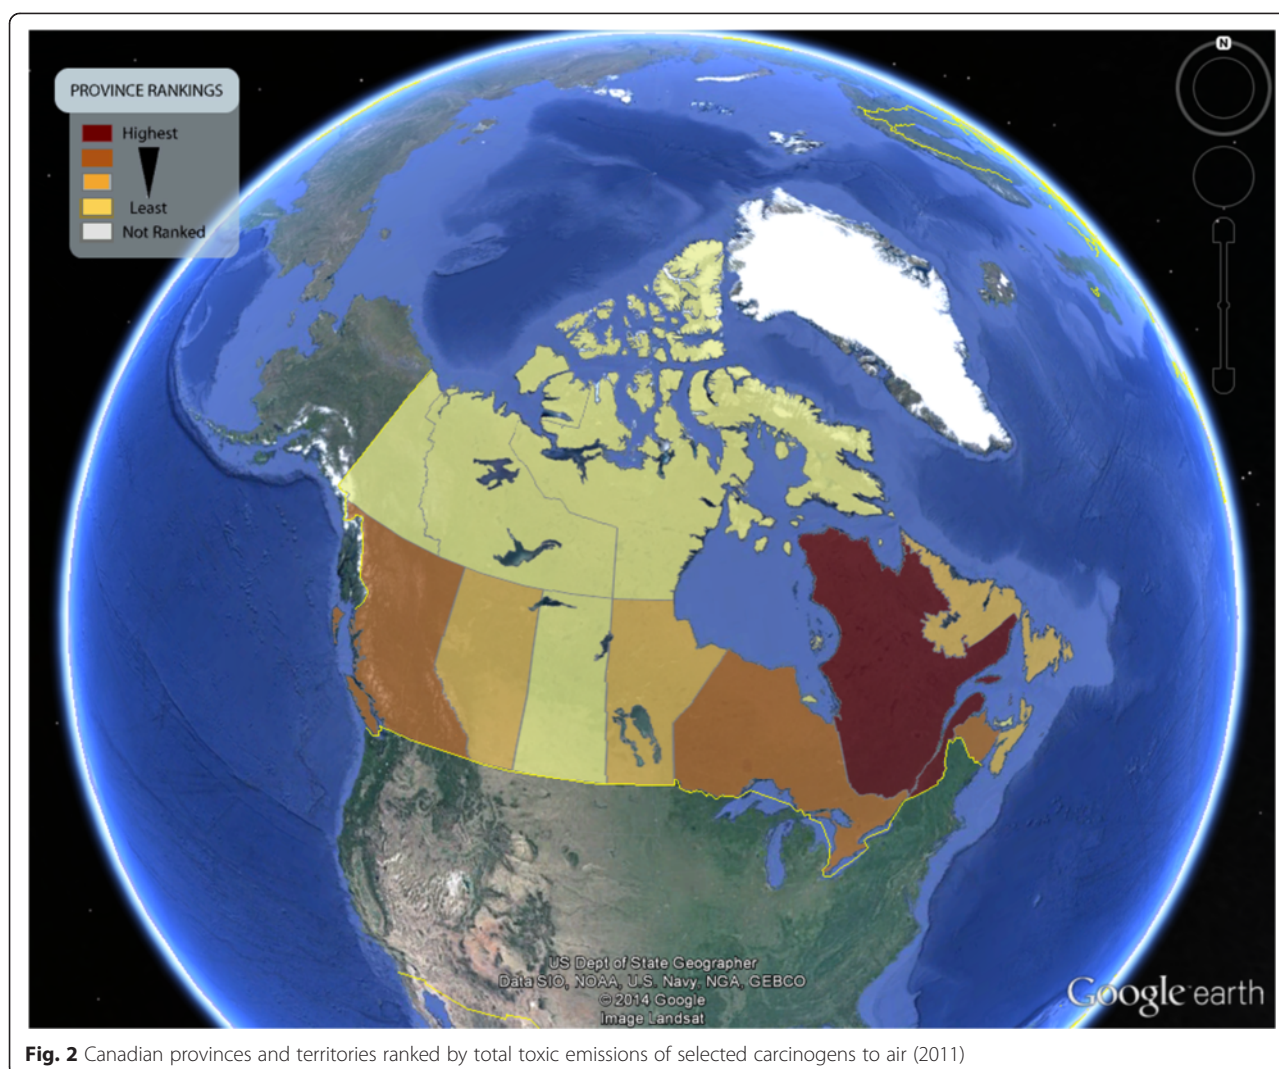 N
PROVINCE RANKINGS
Highest
Least
Not Ranked
US Dept of State Geographer
Data SIO, NOAA, U.S. Navy, NGA, GEBCO
© 2014 Google
Image Landsat
Google earth
Fig. 2 Canadian provinces and territories ranked by total toxic emissions of selected carcinogens to air (2011)